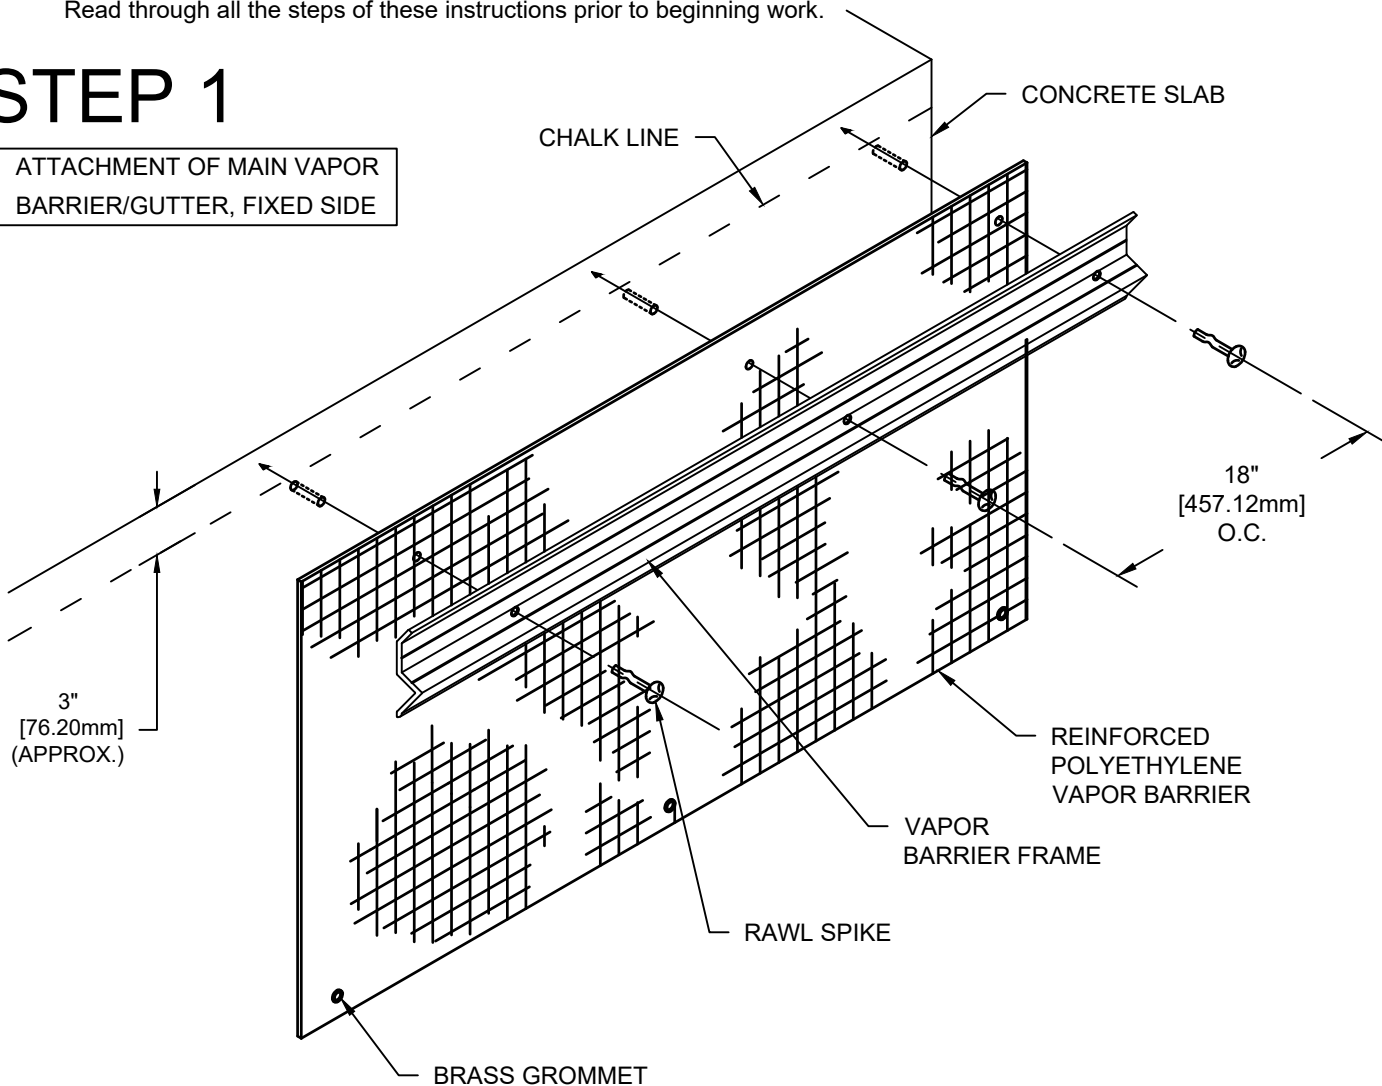 Read through all the steps of these instructions prior to beginning work.
STEP 1
ATTACHMENT OF MAIN VAPOR
BARRIER/GUTTER, FIXED SIDE
CHALK LINE
CONCRETE SLAB
18"
[457.12mm]
O.C.
3"
[76.20mm]
(APPROX.)
REINFORCED
POLYETHYLENE
VAPOR BARRIER
VAPOR
BARRIER FRAME
RAWL SPIKE
BRASS GROMMET